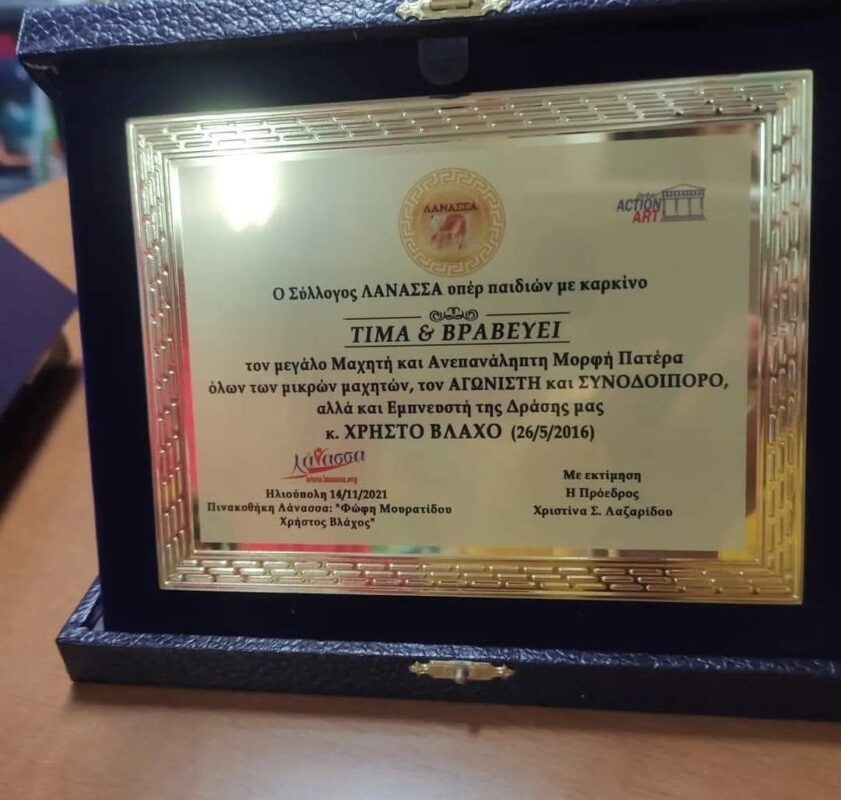 ΛΑΝΑΣΣΑ
ACTION
ART
Ο Σύλλογος ΛΑΝΑΣΣΑ υπέρ παιδιών με καρκίνο
ΤΙΜΑ & ΒΡΑΒΕΥΕΙ
τον μεγάλο Μαχητή και Ανεπανάληπτη Μορφή Πατέρα
όλων των μικρών μαχητών, τον ΑΓΩΝΙΣΤΗ και ΣΥΝΟΔΟΙΠΟΡΟ,
αλλά και Εμπνευστή της Δράσης μας
κ. ΧΡΗΣΤΟ ΒΛΑΧΟ (26/5/2016)
λάνασσα
Ηλιούπολη 14/11/2021
Πινακοθήκη Λάνασσα: "Φώφη Μουρατίδου
Χρήστος Βλάχος"
Με εκτίμηση
Η Πρόεδρος
Χριστίνα Σ. Λαζαρίδου